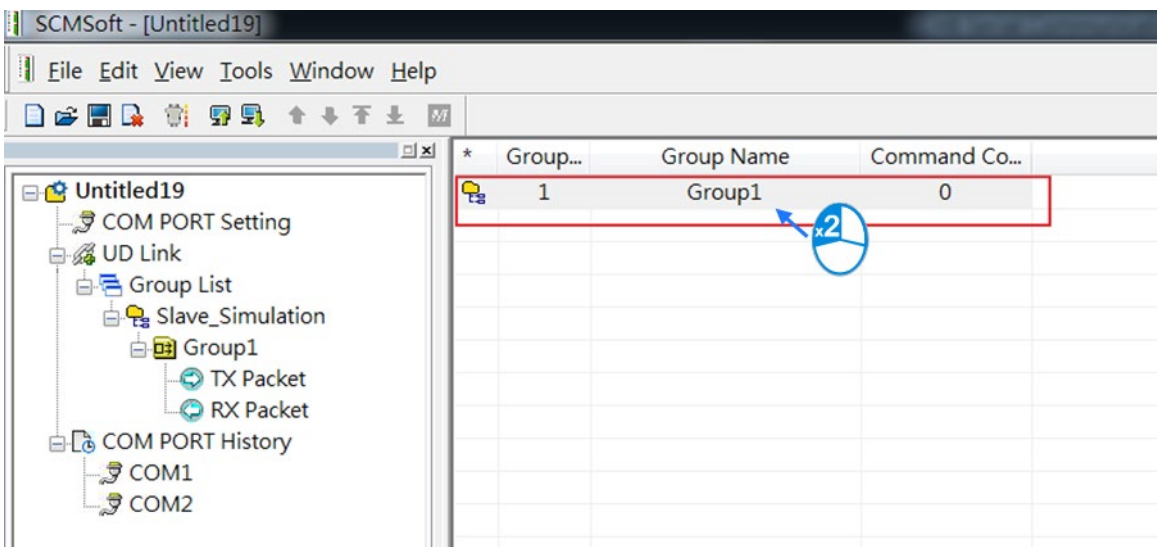 SCMSoft - [Untitled19]
File Edit View Tools Window Help
* Group... Group Name Command Co...
1 Group1 0
x2
Untitled19
COM PORT Setting
UD Link
Group List
Slave_Simulation
Group1
TX Packet
RX Packet
COM PORT History
COM1
COM2